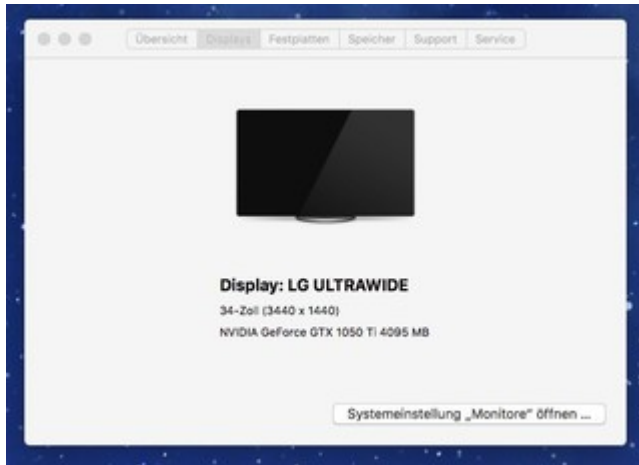 Übersicht Displays Festplatten Speicher Support Service
Display: LG ULTRAWIDE
34-Zoll (3440 x 1440)
NVIDIA GeForce GTX 1050 Ti 4095 MB
Systemeinstellung „Monitore“ öffnen ...